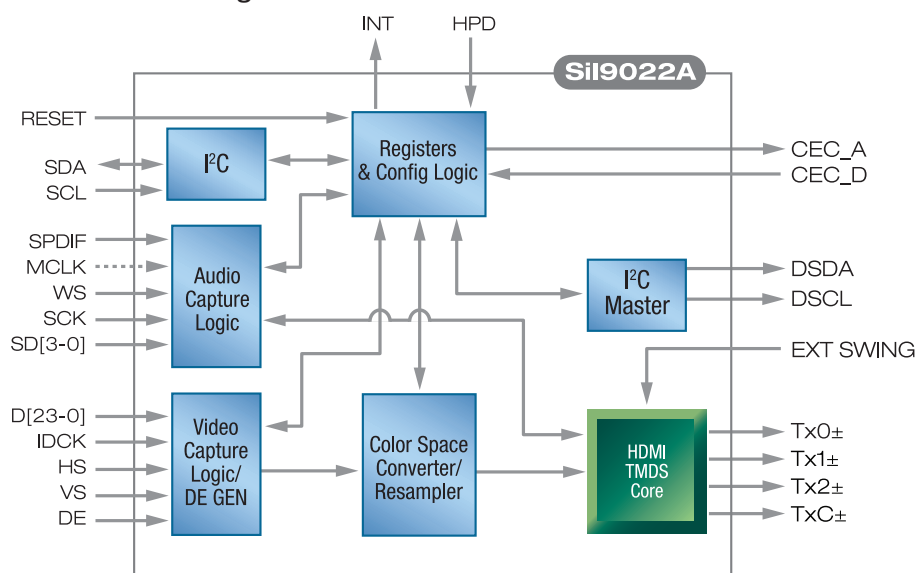 INT
HPD
SiI9022A
RESET
SDA
SCL
I²C
Registers
& Config Logic
CEC_A
CEC_D
SPDIF
MCLK
WS
SCK
SD[3-0]
Audio
Capture
Logic
I²C
Master
DSDA
DSCL
EXT SWING
D[23-0]
IDCK
HS
VS
DE
Video
Capture
Logic/
DE GEN
Color Space
Converter/
Resampler
HDMI
TMDS
Core
Tx0±
Tx1±
Tx2±
TxC±